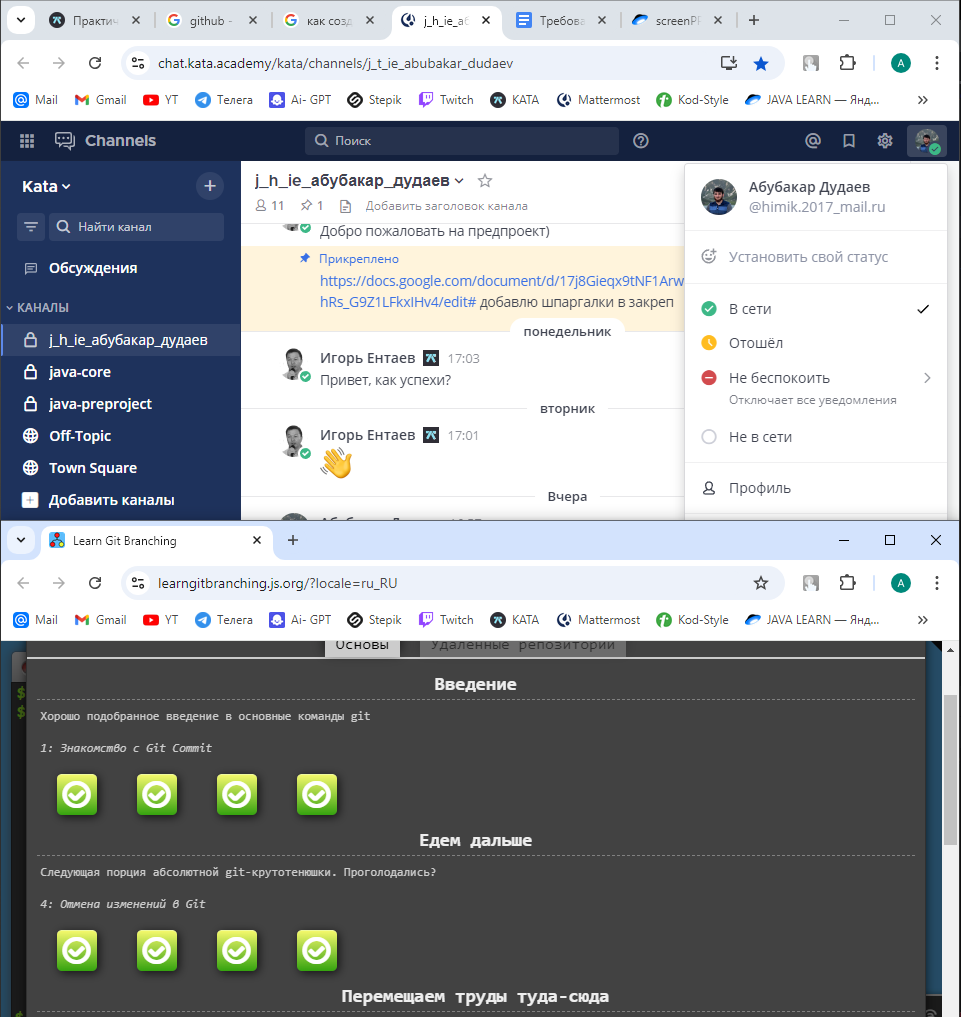 Практич
github -
как созд
j_h_ie_аб
Требова
screenPF
chat.kata.academy/kata/channels/j_t_ie_abubakar_dudaev
A
Mail Gmail YT Телега Ai- GPT Stepik Twitch KATA Mattermost Kod-Style JAVA LEARN — Янд...
Channels
Поиск
Kata
Найти канал
Обсуждения
КАНАЛЫ
j_h_ie_абубакар_дудаев
java-core
java-preproject
Off-Topic
Town Square
Добавить каналы
j_h_ie_абубакар_дудаев
11 1 Добавить заголовок канала
Добро пожаловать на предпроект)
Прикреплено
https://docs.google.com/document/d/17j8Gieqx9tNF1Arw
hRs_G9Z1LFkxIHv4/edit# добавлю шпаргалки в закреп
понедельник
Игорь Ентаев 17:03
Привет, как успехи?
вторник
Игорь Ентаев 17:01
Вчера
Абубакар Дудаев
@himik.2017_mail.ru
Установить свой статус
В сети
Отошёл
Не беспокоить
Отключает все уведомления
Не в сети
Профиль
Learn Git Branching
learngitbranching.js.org/?locale=ru_RU
A
Mail Gmail YT Телега Ai- GPT Stepik Twitch KATA Mattermost Kod-Style JAVA LEARN — Янд...
Основы Удаленные репозитории
Введение
Хорошо подобранное введение в основные команды git
1: Знакомство с Git Commit
Едем дальше
Следующая порция абсолютной git-крутотенюшки. Проголодались?
4: Отмена изменений в Git
Перемещаем труды туда-сюда
$
$